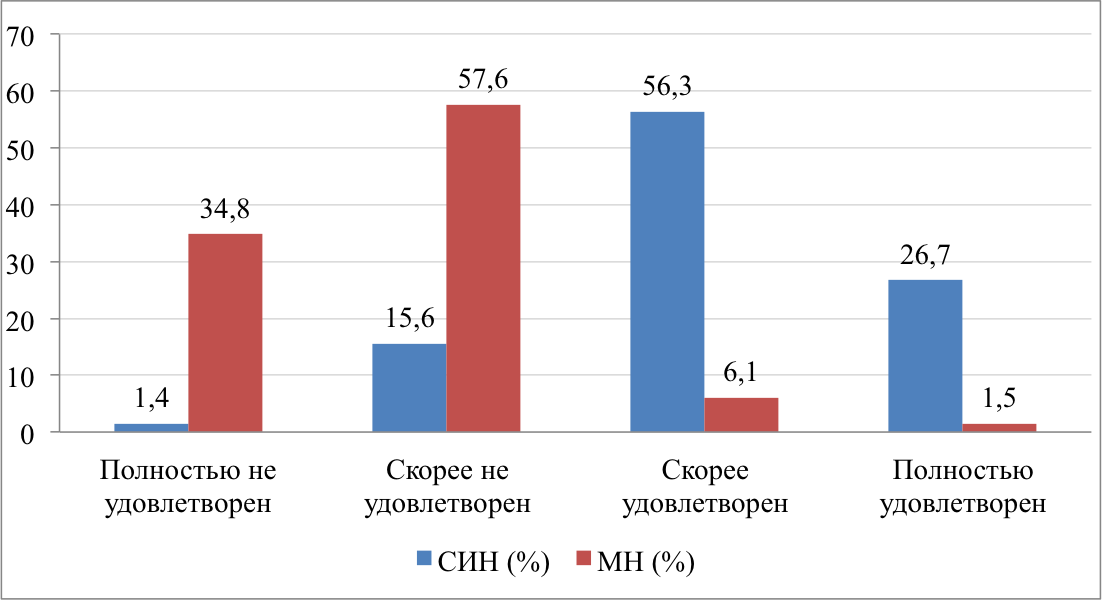 70
60
50
40
30
20
10
0
1,4
34,8
15,6
57,6
56,3
6,1
26,7
1,5
Полностью не
удовлетворен
Скорее не
удовлетворен
Скорее
удовлетворен
Полностью
удовлетворен
СИН (%)
МН (%)